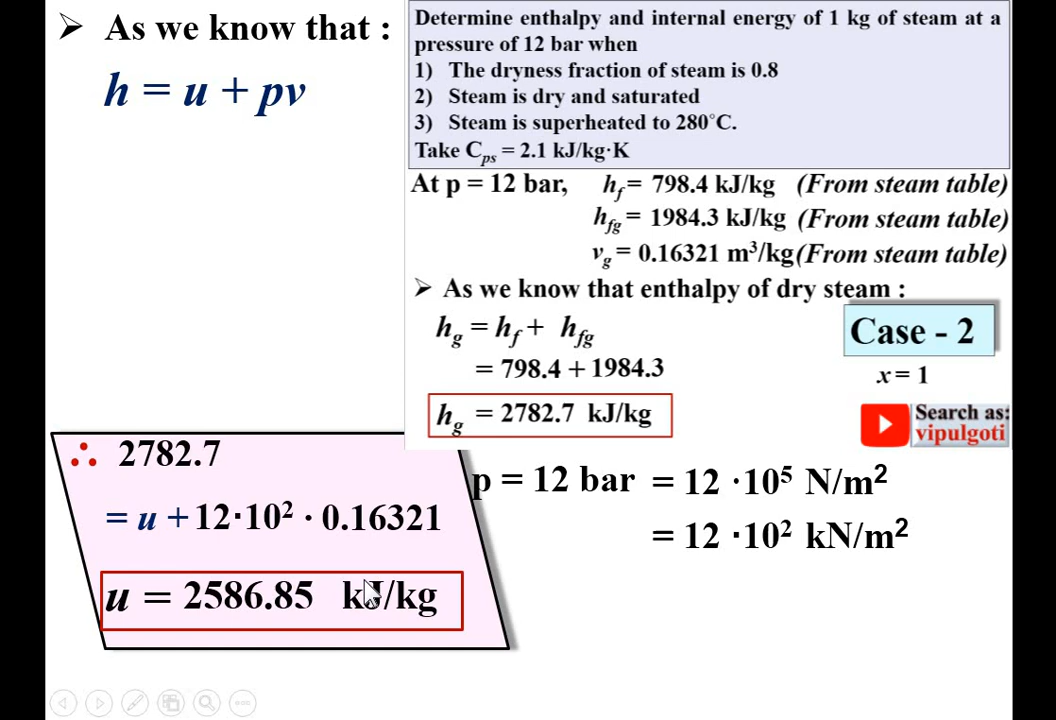 ➢ As we know that :
h = u + pv
Determine enthalpy and internal energy of 1 kg of steam at a
pressure of 12 bar when
1) The dryness fraction of steam is 0.8
2) Steam is dry and saturated
3) Steam is superheated to 280°C.
Take Cps = 2.1 kJ/kg·K
At p = 12 bar, hf = 798.4 kJ/kg (From steam table)
hfg = 1984.3 kJ/kg (From steam table)
vg = 0.16321 m³/kg (From steam table)
➢ As we know that enthalpy of dry steam :
hg = hf + hfg
= 798.4 + 1984.3
hg = 2782.7 kJ/kg
Case - 2
x = 1
Search as:
vipulgoti
∴ 2782.7
= u + 12·10² · 0.16321
u = 2586.85 kJ/kg
p = 12 bar = 12 ·10⁵ N/m²
= 12 ·10² kN/m²